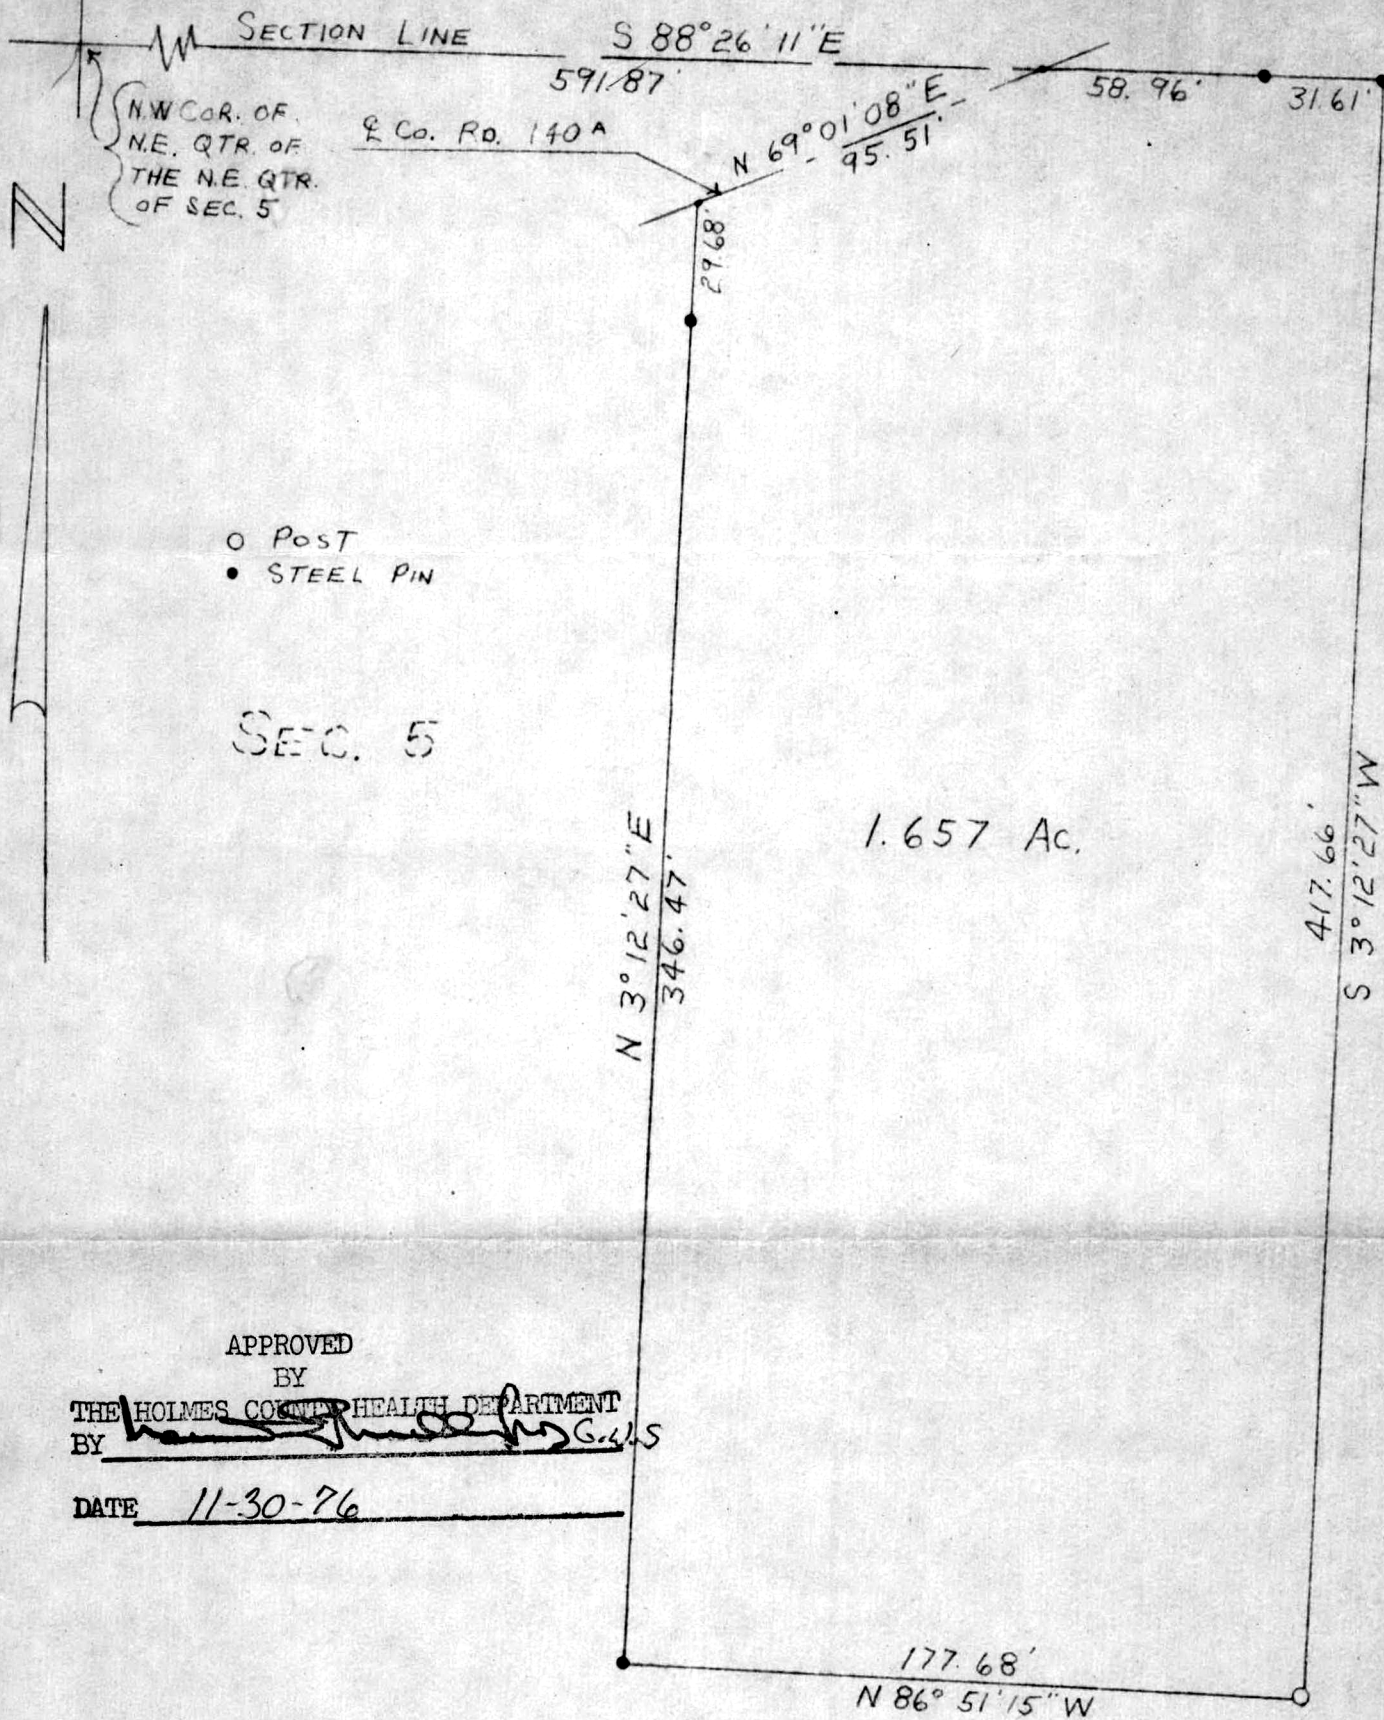 SECTION LINE
S 88° 26' 11" E
591.87'
58.96'
31.61'
N.W COR. OF
N.E. QTR. OF
THE N.E. QTR.
OF SEC. 5
℄ Co. RD. 140 A
N 69° 01' 08" E
95.51'
N
29.68'
POST
STEEL PIN
SEC. 5
N 3° 12' 27" E
346.47'
1.657 Ac.
417.66'
S 3° 12' 27" W
APPROVED
BY
THE HOLMES COUNTY HEALTH DEPARTMENT
BY
DATE 11-30-76
177.68'
N 86° 51' 15" W